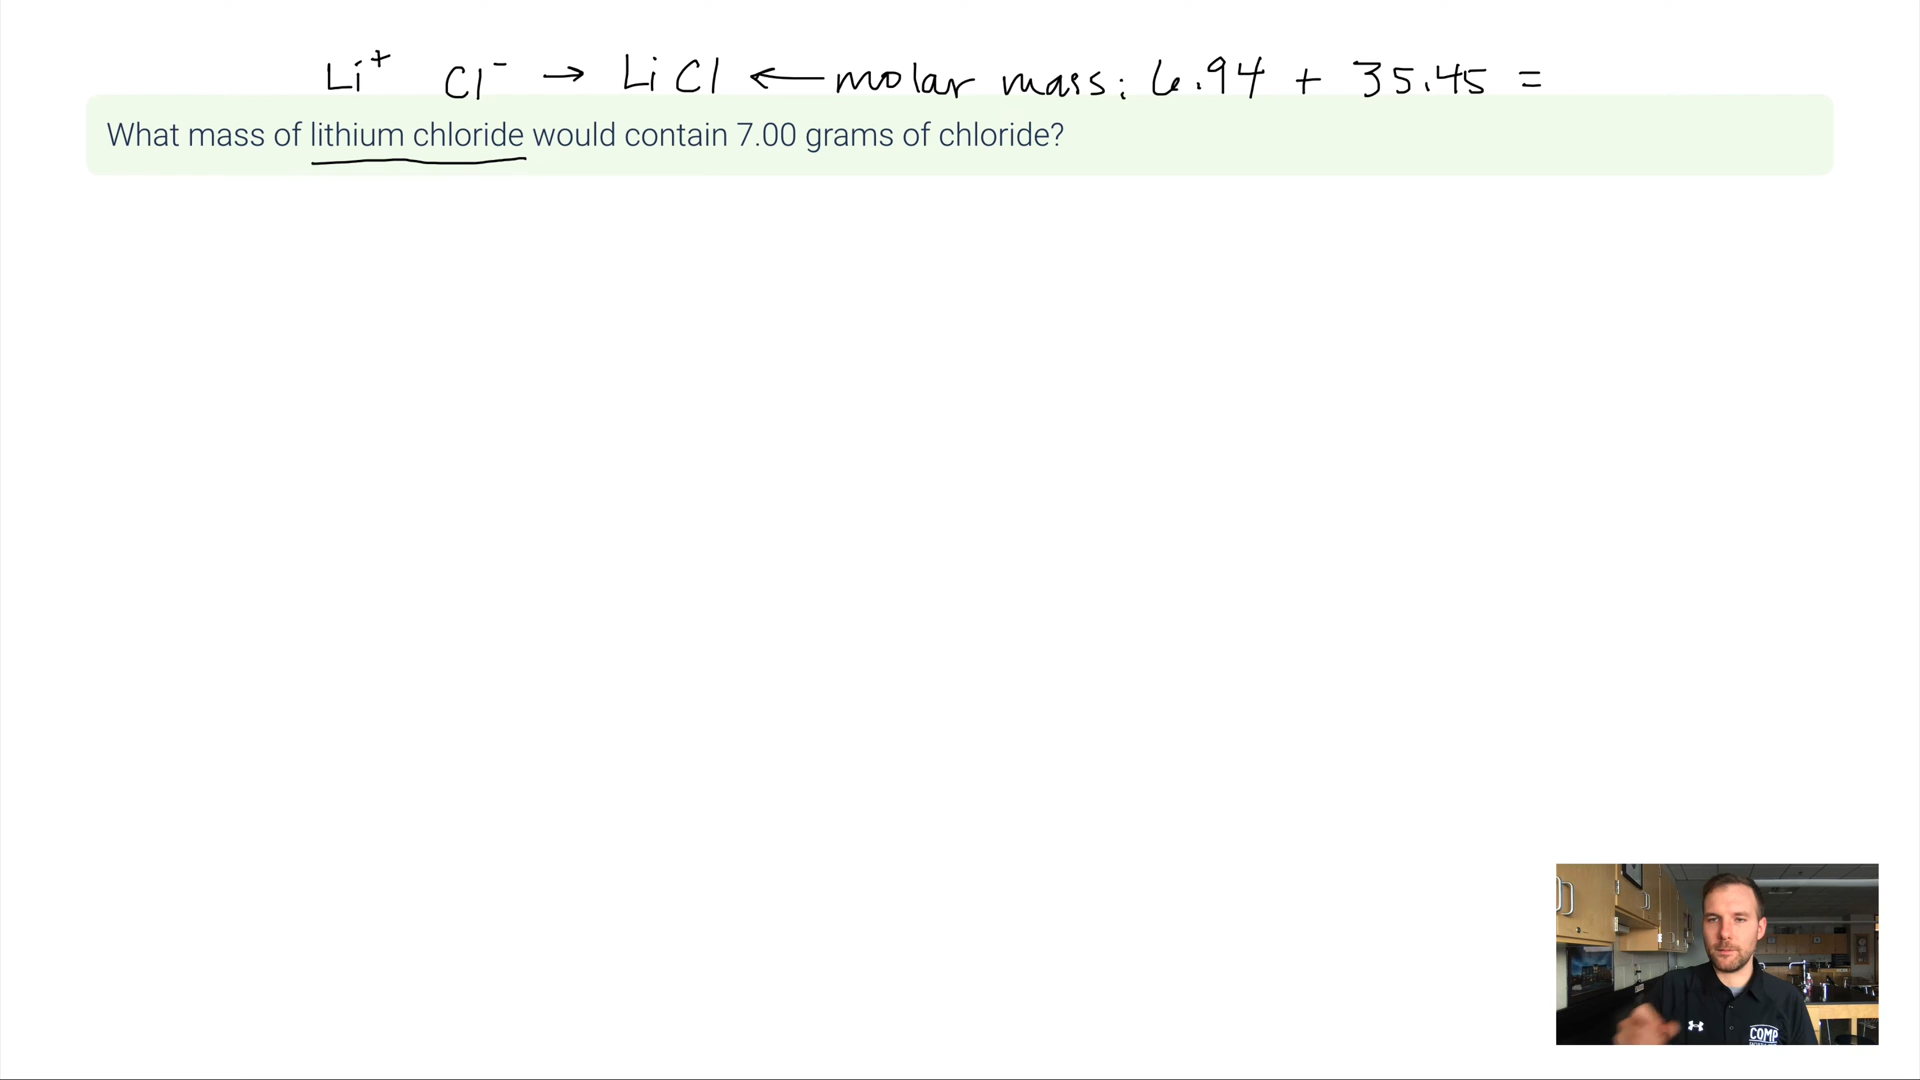 Li⁺ Cl⁻ → LiCl ← molar mass: 6.94 + 35.45 =
What mass of lithium chloride would contain 7.00 grams of chloride?
COMP